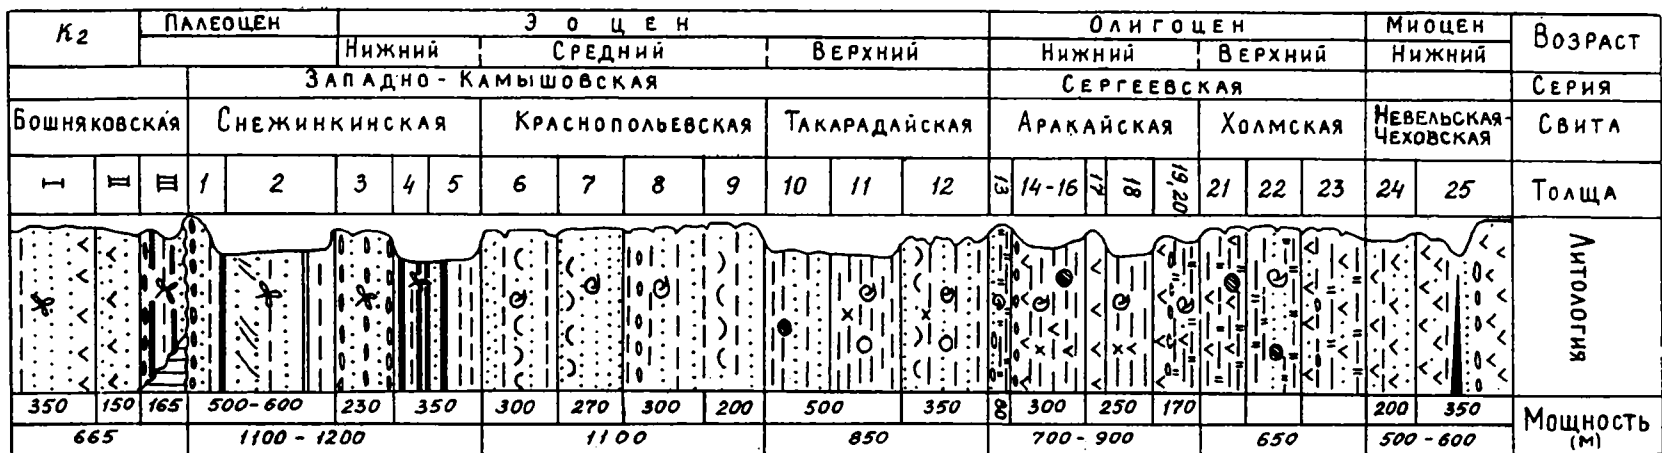 К2 ПАЛЕОЦЕН ЭОЦЕН ОЛИГОЦЕН МИОЦЕН ВОЗРАСТ
НИЖНИЙ СРЕДНИЙ ВЕРХНИЙ НИЖНИЙ ВЕРХНИЙ НИЖНИЙ
ЗАПАДНО-КАМЫШОВСКАЯ СЕРГЕЕВСКАЯ СЕРИЯ
БОШНЯКОВСКАЯ СНЕЖИНКИНСКАЯ КРАСНОПОЛЬЕВСКАЯ ТАКАРАДАЙСКАЯ АРАКАЙСКАЯ ХОЛМСКАЯ НЕВЕЛЬСКАЯ-ЧЕХОВСКАЯ СВИТА
I II III 1 2 3 4 5 6 7 8 9 10 11 12 13 14-16 17 18 19,20 21 22 23 24 25 ТОЛЩА
ЛИТОЛОГИЯ
350 150 165 500-600 230 350 300 270 300 200 500 350 80 300 250 170 200 350 МОЩНОСТЬ
665 1100-1200 1100 850 700-900 650 500-600 (М)